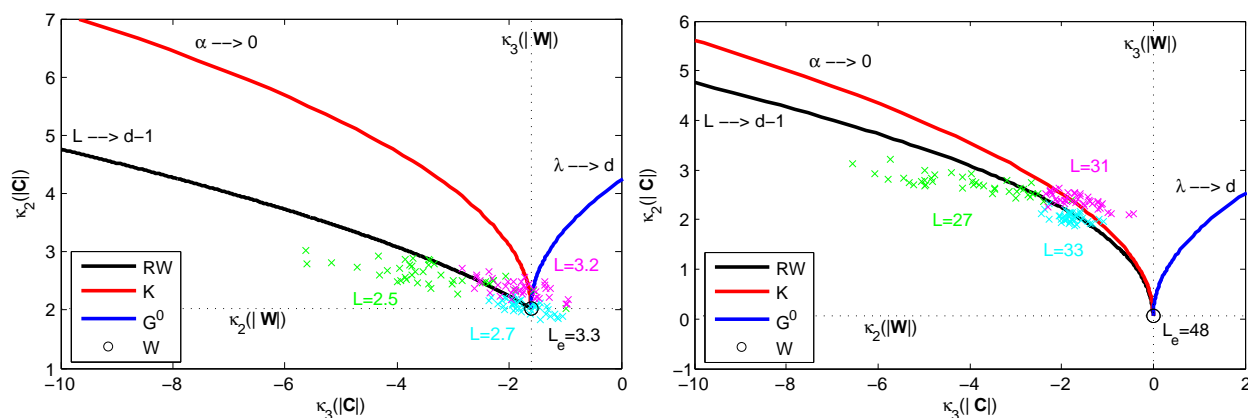 7
6
5
4
3
2
1
−10
−8
−6
−4
−2
0
κ2(|C|)
κ3(|C|)
α −−> 0
L −−> d−1
κ3(| W|)
λ −−> d
L=3.2
L=2.5
L=2.7
κ2(| W|)
Le=3.3
RW
K
G0
W
6
5
4
3
2
1
0
1
−10
−8
−6
−4
−2
0
2
κ2(|C|)
κ3(| C|)
α −−> 0
L −−> d−1
κ3(|W|)
λ −−> d
L=31
L=27
L=33
κ2(|W|)
Le=48
RW
K
G0
W